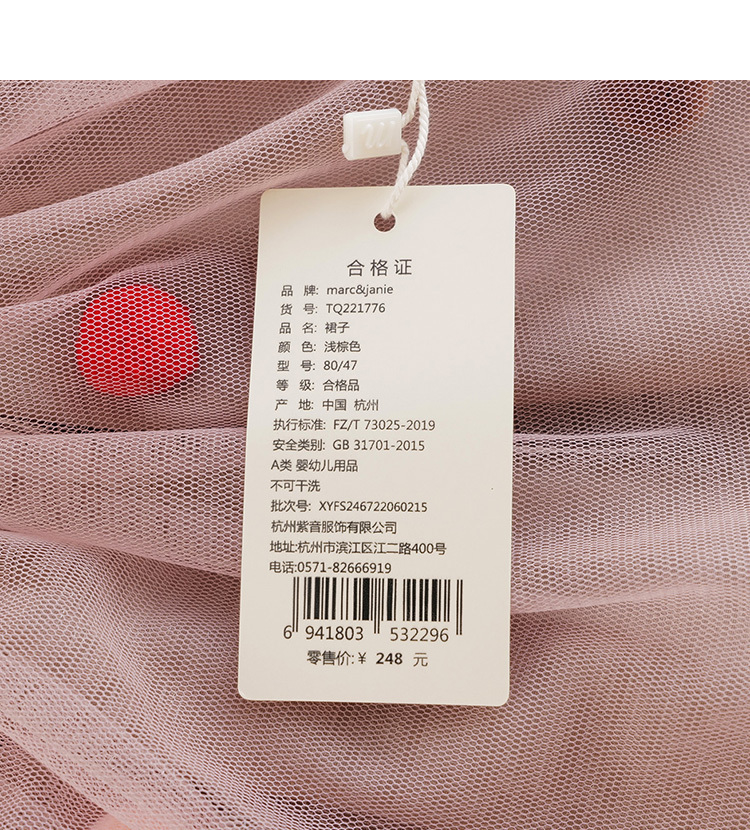 合格证
品 牌: marc&janie
货 号: TQ221776
品 名: 裙子
颜 色: 浅棕色
型 号: 80/47
等 级: 合格品
产 地: 中国 杭州
执行标准: FZ/T 73025-2019
安全类别: GB 31701-2015
A类 婴幼儿用品
不可干洗
批次号: XYFS246722060215
杭州紫音服饰有限公司
地址:杭州市滨江区江二路400号
电话:0571-82666919
6 941803 532296
零售价:¥ 248 元